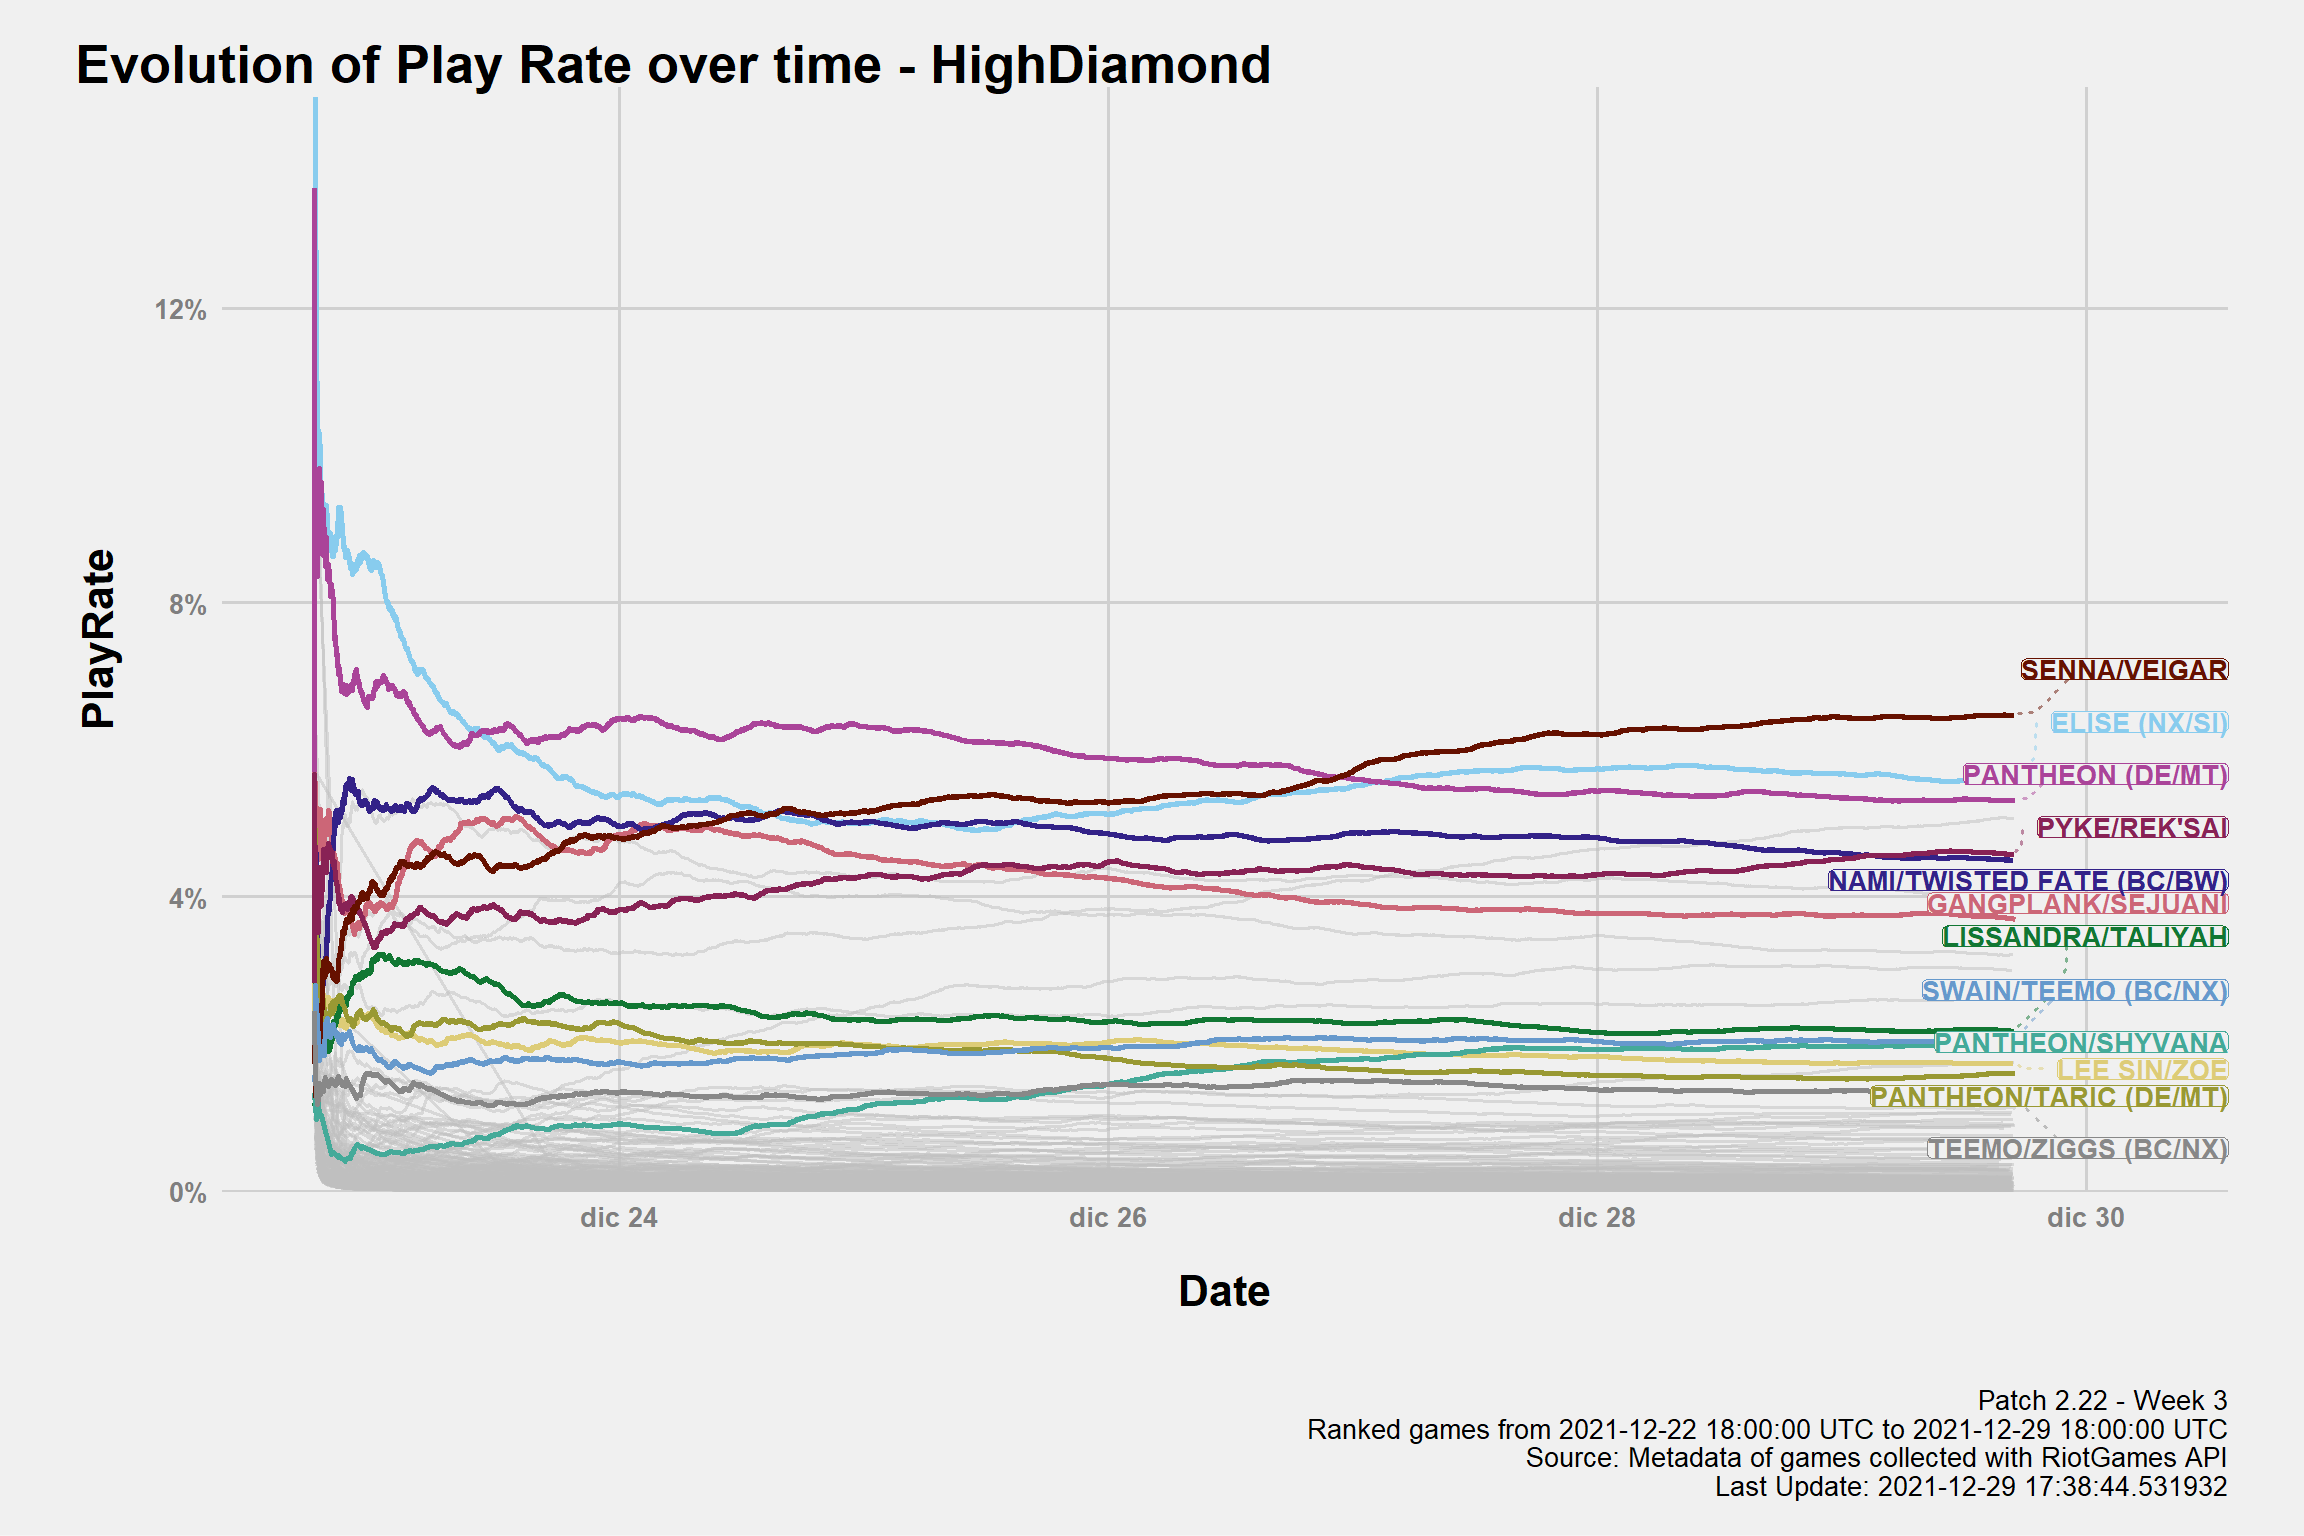 Evolution of Play Rate over time - HighDiamond
PlayRate
12%
8%
4%
0%
SENNA/VEIGAR
ELISE (NX/SI)
PANTHEON (DE/MT)
PYKE/REK'SAI
NAMI/TWISTED FATE (BC/BW)
GANGPLANK/SEJUANI
LISSANDRA/TALIYAH
SWAIN/TEEMO (BC/NX)
PANTHEON/SHYVANA
LEE SIN/ZOE
PANTHEON/TARIC (DE/MT)
TEEMO/ZIGGS (BC/NX)
dic 24
dic 26
dic 28
dic 30
Date
Patch 2.22 - Week 3
Ranked games from 2021-12-22 18:00:00 UTC to 2021-12-29 18:00:00 UTC
Source: Metadata of games collected with RiotGames API
Last Update: 2021-12-29 17:38:44.531932